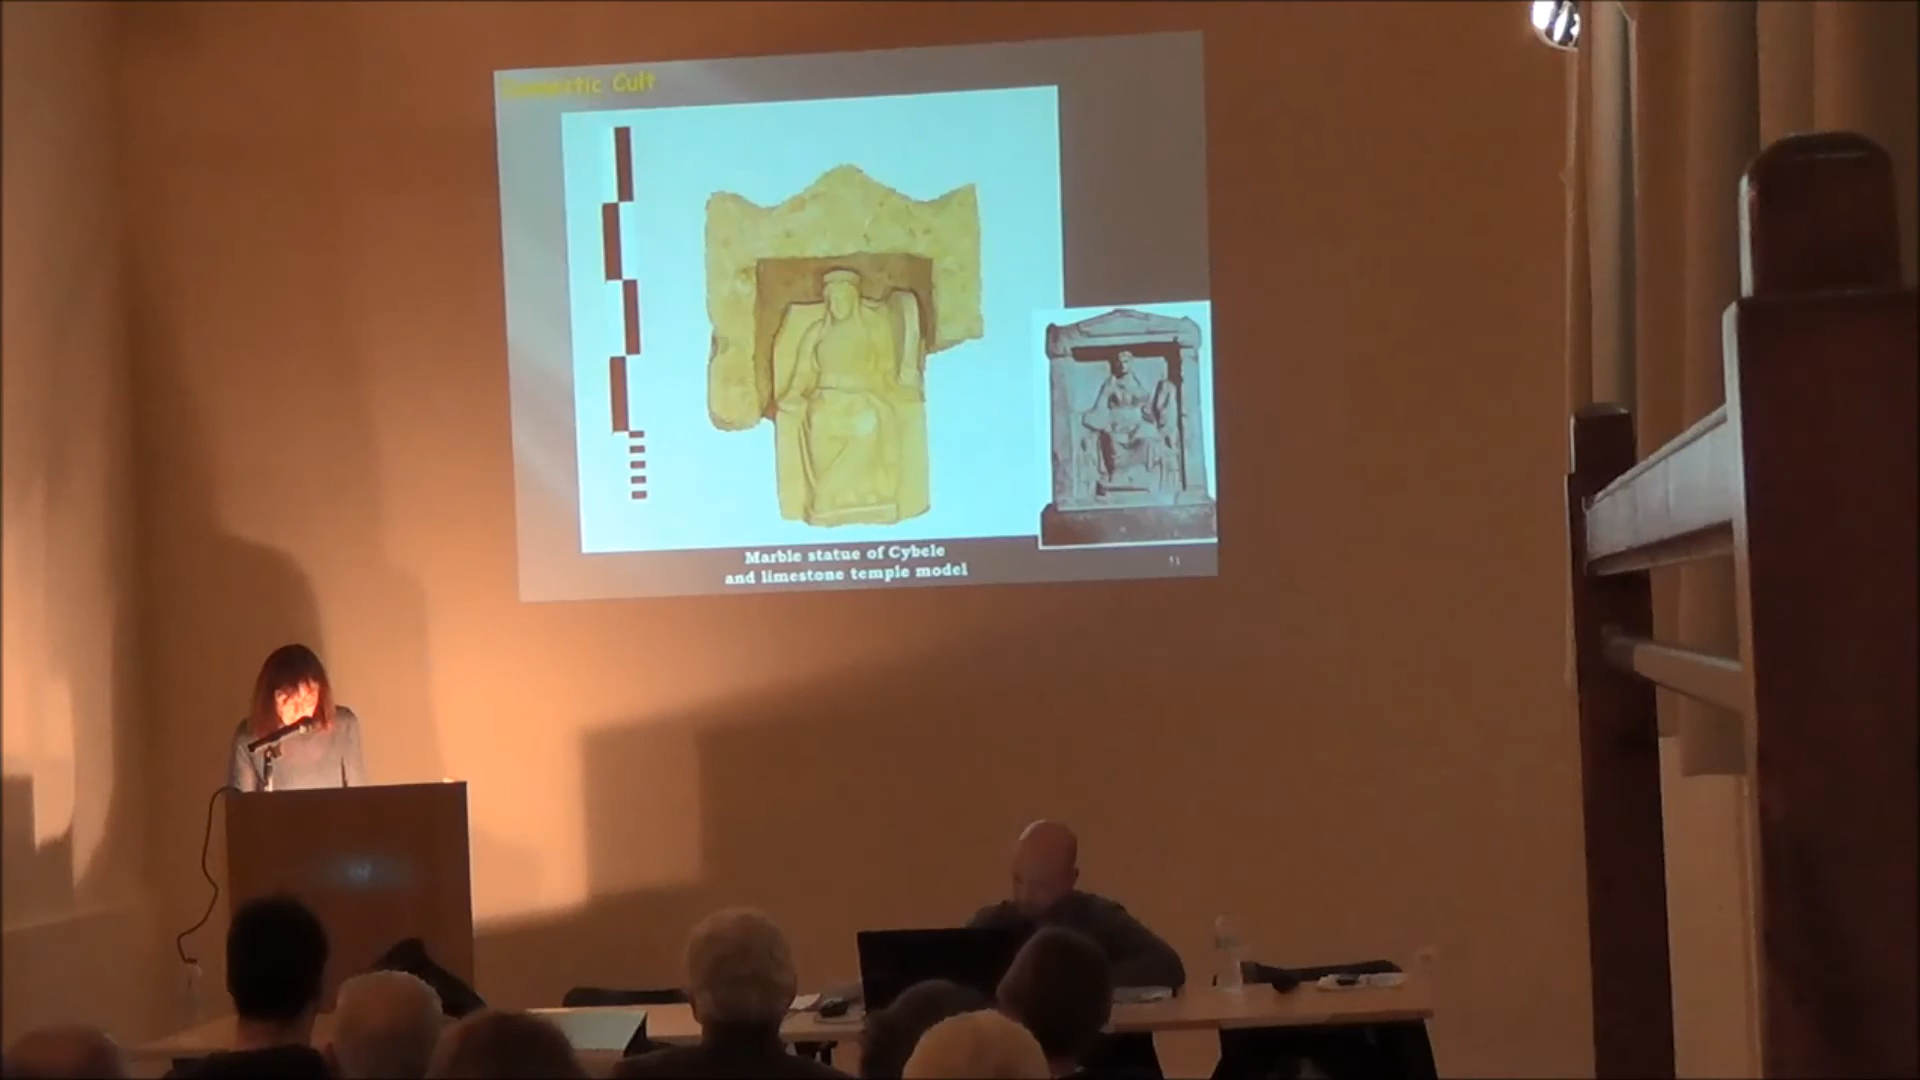 Domestic Cult
Marble statue of Cybele
and limestone temple model